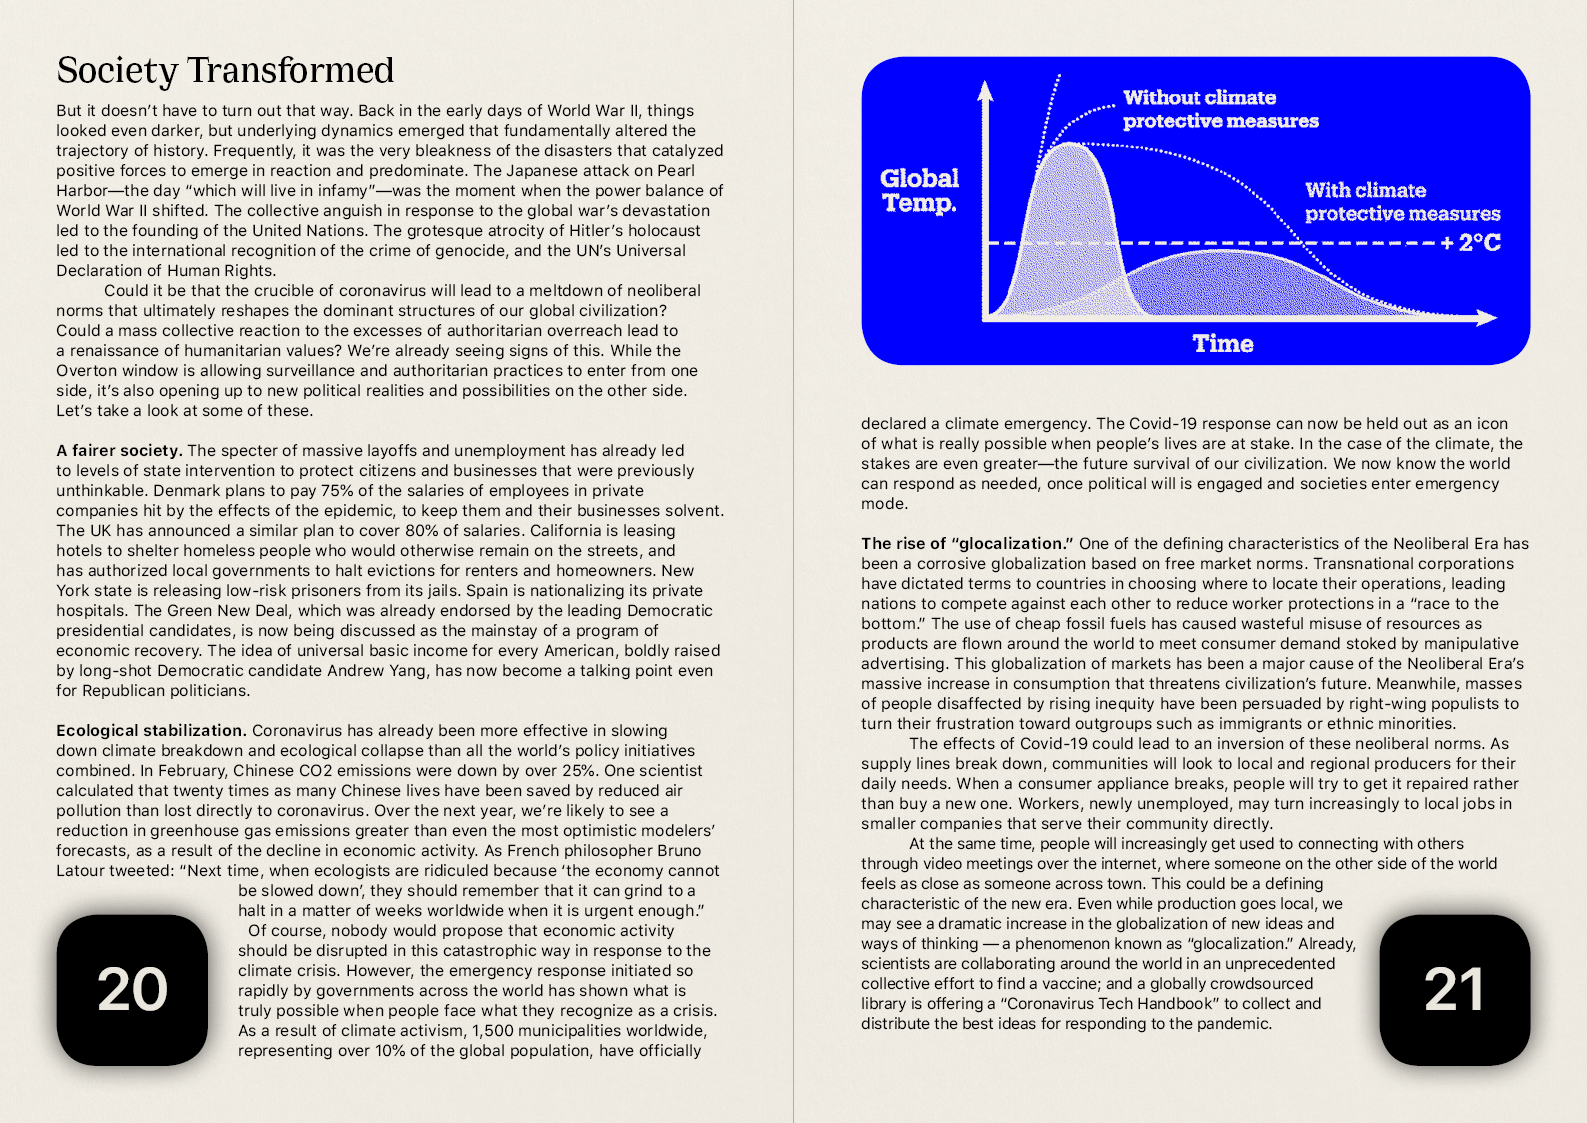 Society Transformed
But it doesn’t have to turn out that way. Back in the early days of World War II, things
looked even darker, but underlying dynamics emerged that fundamentally altered the
trajectory of history. Frequently, it was the very bleakness of the disasters that catalyzed
positive forces to emerge in reaction and predominate. The Japanese attack on Pearl
Harbor—the day “which will live in infamy”—was the moment when the power balance of
World War II shifted. The collective anguish in response to the global war’s devastation
led to the founding of the United Nations. The grotesque atrocity of Hitler’s holocaust
led to the international recognition of the crime of genocide, and the UN’s Universal
Declaration of Human Rights.
Could it be that the crucible of coronavirus will lead to a meltdown of neoliberal
norms that ultimately reshapes the dominant structures of our global civilization?
Could a mass collective reaction to the excesses of authoritarian overreach lead to
a renaissance of humanitarian values? We’re already seeing signs of this. While the
Overton window is allowing surveillance and authoritarian practices to enter from one
side, it’s also opening up to new political realities and possibilities on the other side.
Let’s take a look at some of these.
A fairer society. The specter of massive layoffs and unemployment has already led
to levels of state intervention to protect citizens and businesses that were previously
unthinkable. Denmark plans to pay 75% of the salaries of employees in private
companies hit by the effects of the epidemic, to keep them and their businesses solvent.
The UK has announced a similar plan to cover 80% of salaries. California is leasing
hotels to shelter homeless people who would otherwise remain on the streets, and
has authorized local governments to halt evictions for renters and homeowners. New
York state is releasing low-risk prisoners from its jails. Spain is nationalizing its private
hospitals. The Green New Deal, which was already endorsed by the leading Democratic
presidential candidates, is now being discussed as the mainstay of a program of
economic recovery. The idea of universal basic income for every American, boldly raised
by long-shot Democratic candidate Andrew Yang, has now become a talking point even
for Republican politicians.
Ecological stabilization. Coronavirus has already been more effective in slowing
down climate breakdown and ecological collapse than all the world’s policy initiatives
combined. In February, Chinese CO2 emissions were down by over 25%. One scientist
calculated that twenty times as many Chinese lives have been saved by reduced air
pollution than lost directly to coronavirus. Over the next year, we’re likely to see a
reduction in greenhouse gas emissions greater than even the most optimistic modelers’
forecasts, as a result of the decline in economic activity. As French philosopher Bruno
Latour tweeted: “Next time, when ecologists are ridiculed because ‘the economy cannot
be slowed down’, they should remember that it can grind to a
halt in a matter of weeks worldwide when it is urgent enough.”
Of course, nobody would propose that economic activity
should be disrupted in this catastrophic way in response to the
climate crisis. However, the emergency response initiated so
rapidly by governments across the world has shown what is
truly possible when people face what they recognize as a crisis.
As a result of climate activism, 1,500 municipalities worldwide,
representing over 10% of the global population, have officially
20
Without climate
protective measures
Global
Temp.
With climate
protective measures
+ 2°C
Time
declared a climate emergency. The Covid-19 response can now be held out as an icon
of what is really possible when people’s lives are at stake. In the case of the climate, the
stakes are even greater—the future survival of our civilization. We now know the world
can respond as needed, once political will is engaged and societies enter emergency
mode.
The rise of “glocalization.” One of the defining characteristics of the Neoliberal Era has
been a corrosive globalization based on free market norms. Transnational corporations
have dictated terms to countries in choosing where to locate their operations, leading
nations to compete against each other to reduce worker protections in a “race to the
bottom.” The use of cheap fossil fuels has caused wasteful misuse of resources as
products are flown around the world to meet consumer demand stoked by manipulative
advertising. This globalization of markets has been a major cause of the Neoliberal Era’s
massive increase in consumption that threatens civilization’s future. Meanwhile, masses
of people disaffected by rising inequity have been persuaded by right-wing populists to
turn their frustration toward outgroups such as immigrants or ethnic minorities.
The effects of Covid-19 could lead to an inversion of these neoliberal norms. As
supply lines break down, communities will look to local and regional producers for their
daily needs. When a consumer appliance breaks, people will try to get it repaired rather
than buy a new one. Workers, newly unemployed, may turn increasingly to local jobs in
smaller companies that serve their community directly.
At the same time, people will increasingly get used to connecting with others
through video meetings over the internet, where someone on the other side of the world
feels as close as someone across town. This could be a defining
characteristic of the new era. Even while production goes local, we
may see a dramatic increase in the globalization of new ideas and
ways of thinking — a phenomenon known as “glocalization.” Already,
scientists are collaborating around the world in an unprecedented
collective effort to find a vaccine; and a globally crowdsourced
library is offering a “Coronavirus Tech Handbook” to collect and
distribute the best ideas for responding to the pandemic.
21